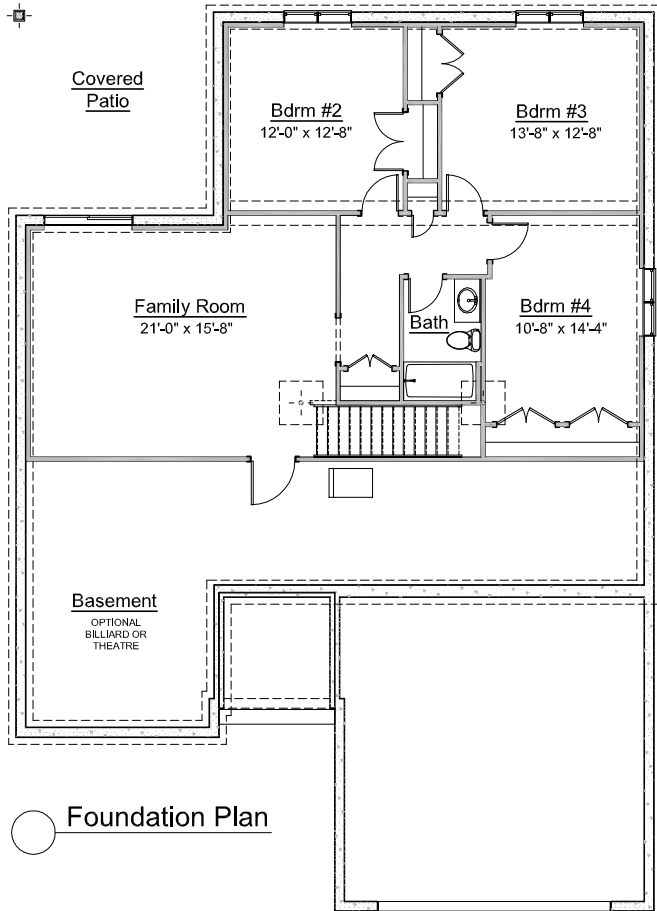 Covered
Patio
Bdrm #2
12'-0" x 12'-8"
Bdrm #3
13'-8" x 12'-8"
Family Room
21'-0" x 15'-8"
Bath
Bdrm #4
10'-8" x 14'-4"
Basement
OPTIONAL
BILLIARD OR
THEATRE
Foundation Plan